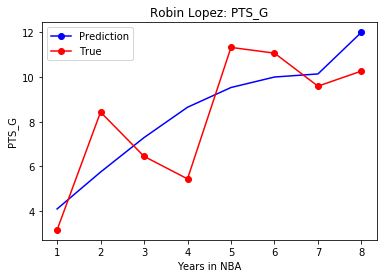 Robin Lopez: PTS_G
Prediction
True
12
10
8
6
4
PTS_G
1 2 3 4 5 6 7 8
Years in NBA